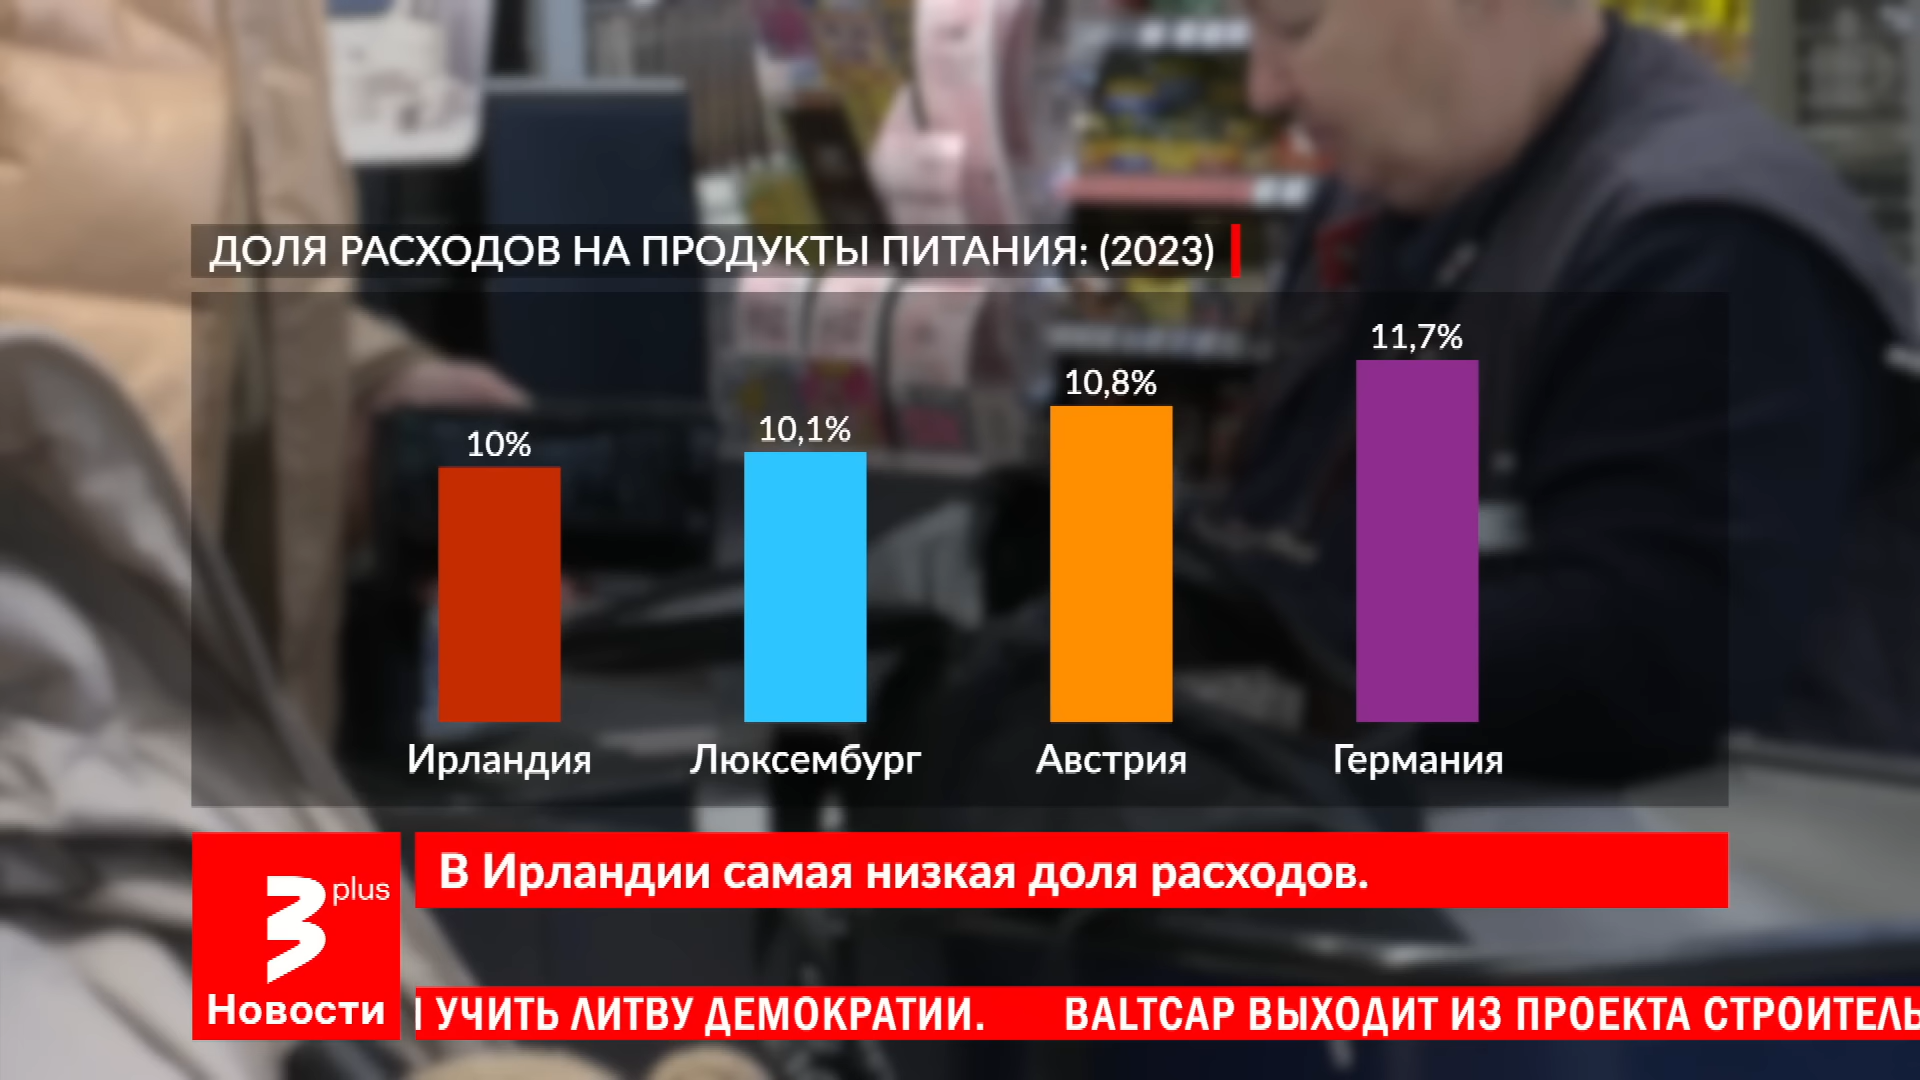 ДОЛЯ РАСХОДОВ НА ПРОДУКТЫ ПИТАНИЯ: (2023)
10%
10,1%
10,8%
11,7%
Ирландия
Люксембург
Австрия
Германия
В Ирландии самая низкая доля расходов.
3 plus
Новости
УЧИТЬ ЛИТВУ ДЕМОКРАТИИ. BALTCAP ВЫХОДИТ ИЗ ПРОЕКТА СТРОИТЕЛЬ